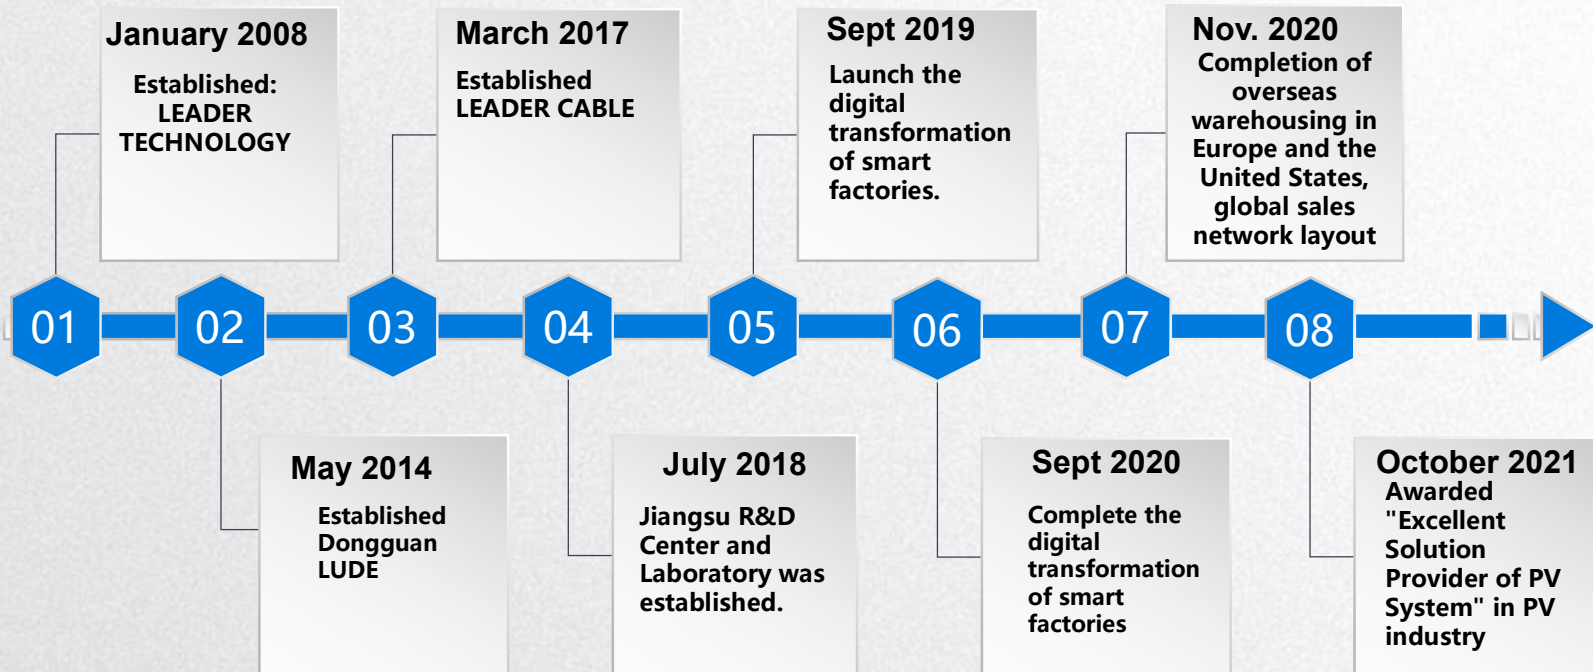 January 2008
Established:
LEADER
TECHNOLOGY
March 2017
Established
LEADER CABLE
Sept 2019
Launch the
digital
transformation
of smart
factories.
Nov. 2020
Completion of
overseas
warehousing in
Europe and the
United States,
global sales
network layout
01
02
03
04
05
06
07
08
May 2014
Established
Dongguan
LUDE
July 2018
Jiangsu R&D
Center and
Laboratory was
established.
Sept 2020
Complete the
digital
transformation
of smart
factories
October 2021
Awarded
"Excellent
Solution
Provider of PV
System" in PV
industry